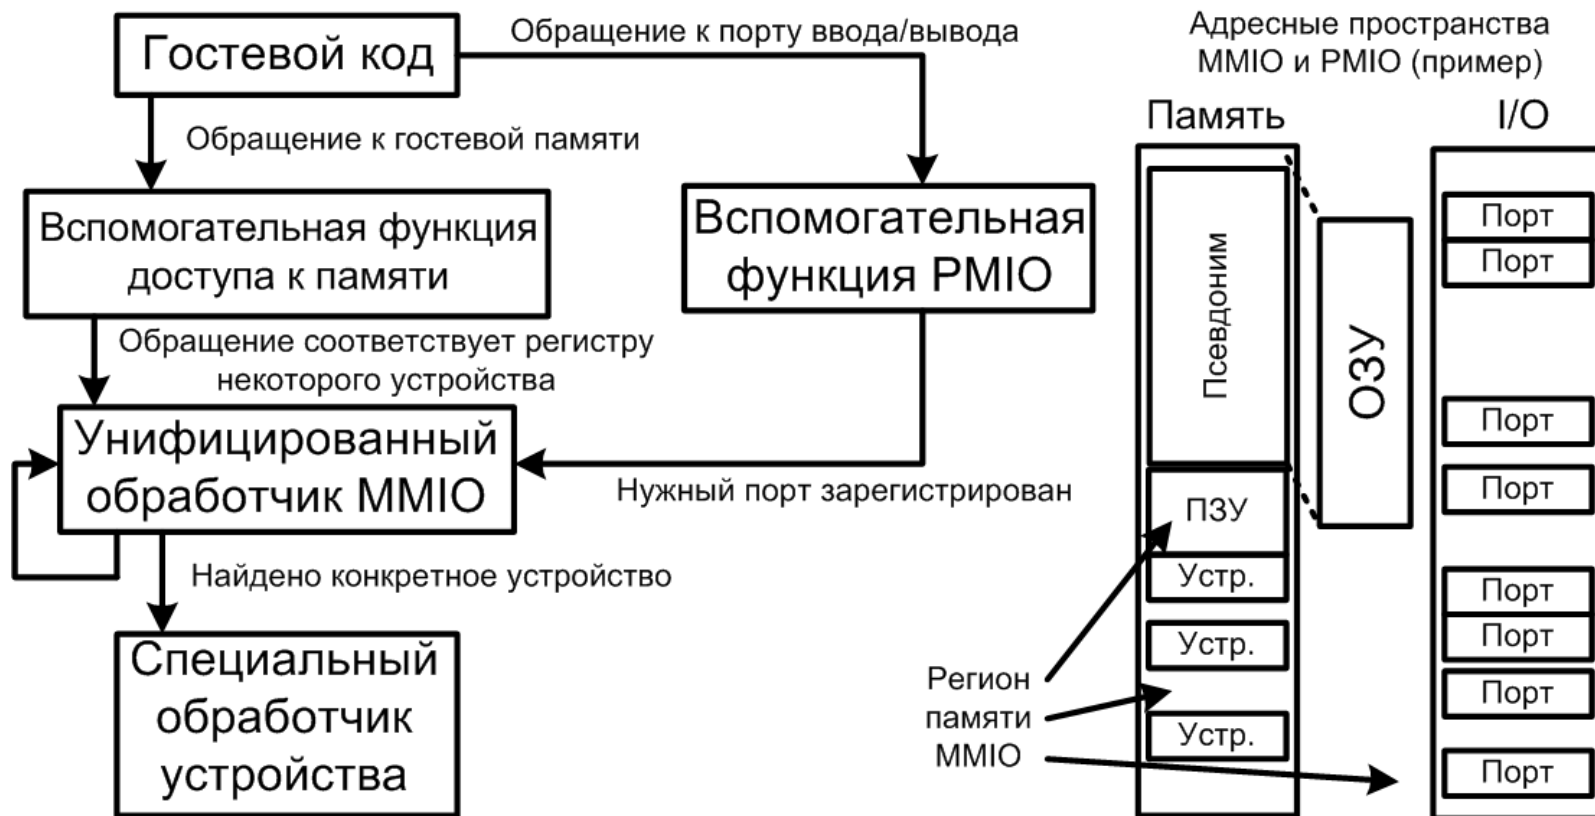 Гостевой код
Обращение к порту ввода/вывода
Обращение к гостевой памяти
Вспомогательная функция
доступа к памяти
Вспомогательная
функция PMIO
Обращение соответствует регистру
некоторого устройства
Унифицированный
обработчик MMIO
Нужный порт зарегистрирован
Найдено конкретное устройство
Специальный
обработчик
устройства
Адресные пространства
MMIO и PMIO (пример)
Память
I/O
Псевдоним
ОЗУ
ПЗУ
Устр.
Устр.
Устр.
Регион
памяти
MMIO
Порт
Порт
Порт
Порт
Порт
Порт
Порт
Порт